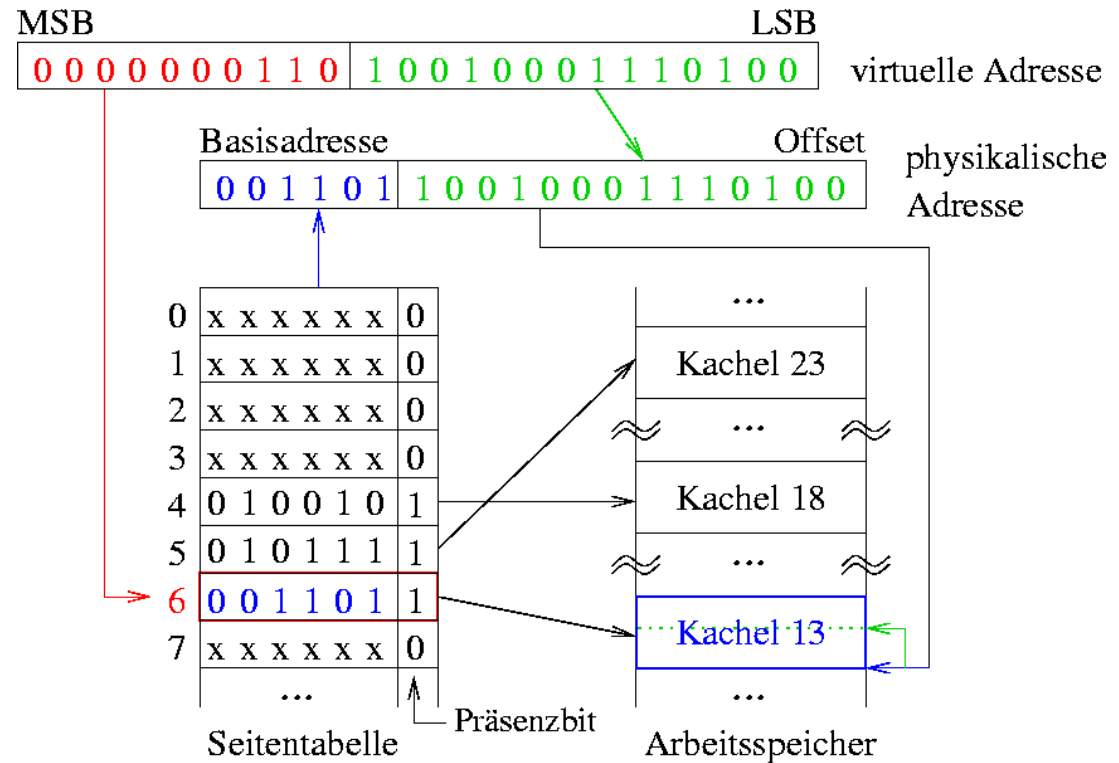 MSB LSB
0 0 0 0 0 0 0 1 1 0 1 0 0 1 0 0 0 1 1 1 0 1 0 0 virtuelle Adresse
Basisadresse Offset
physikalische
0 0 1 1 0 1 1 0 0 1 0 0 0 1 1 1 0 1 0 0
Adresse
0 x x x x x x 0
...
1 x x x x x x 0
Kachel 23
2 x x x x x x 0
...
3 x x x x x x 0
4 0 1 0 0 1 0 1
Kachel 18
5 0 1 0 1 1 1 1
...
6 0 0 1 1 0 1 1
Kachel 13
7 x x x x x x 0
...
...
Präsenzbit
Seitentabelle
Arbeitsspeicher